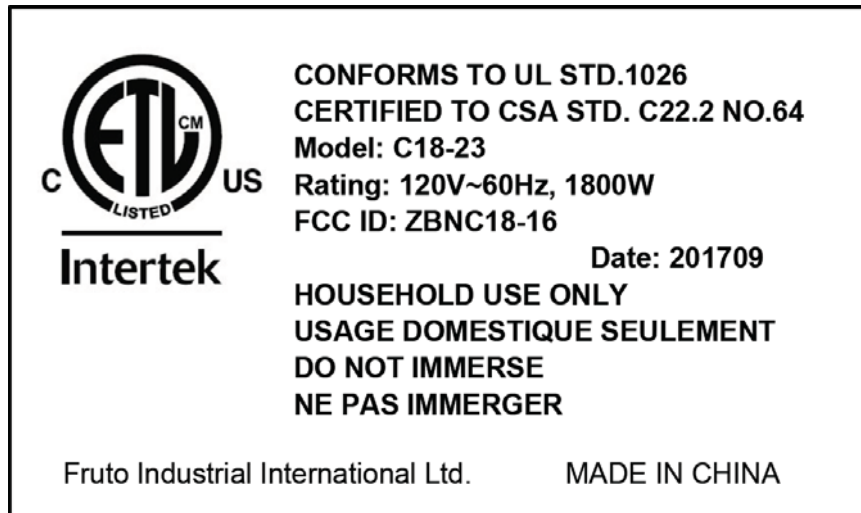 CONFORMS TO UL STD.1026
CERTIFIED TO CSA STD. C22.2 NO.64
Model: C18-23
Rating: 120V~60Hz, 1800W
FCC ID: ZBNC18-16
Date: 201709
HOUSEHOLD USE ONLY
USAGE DOMESTIQUE SEULEMENT
DO NOT IMMERSE
NE PAS IMMERGER
ETL CM
C US
LISTED
Intertek
Fruto Industrial International Ltd. MADE IN CHINA